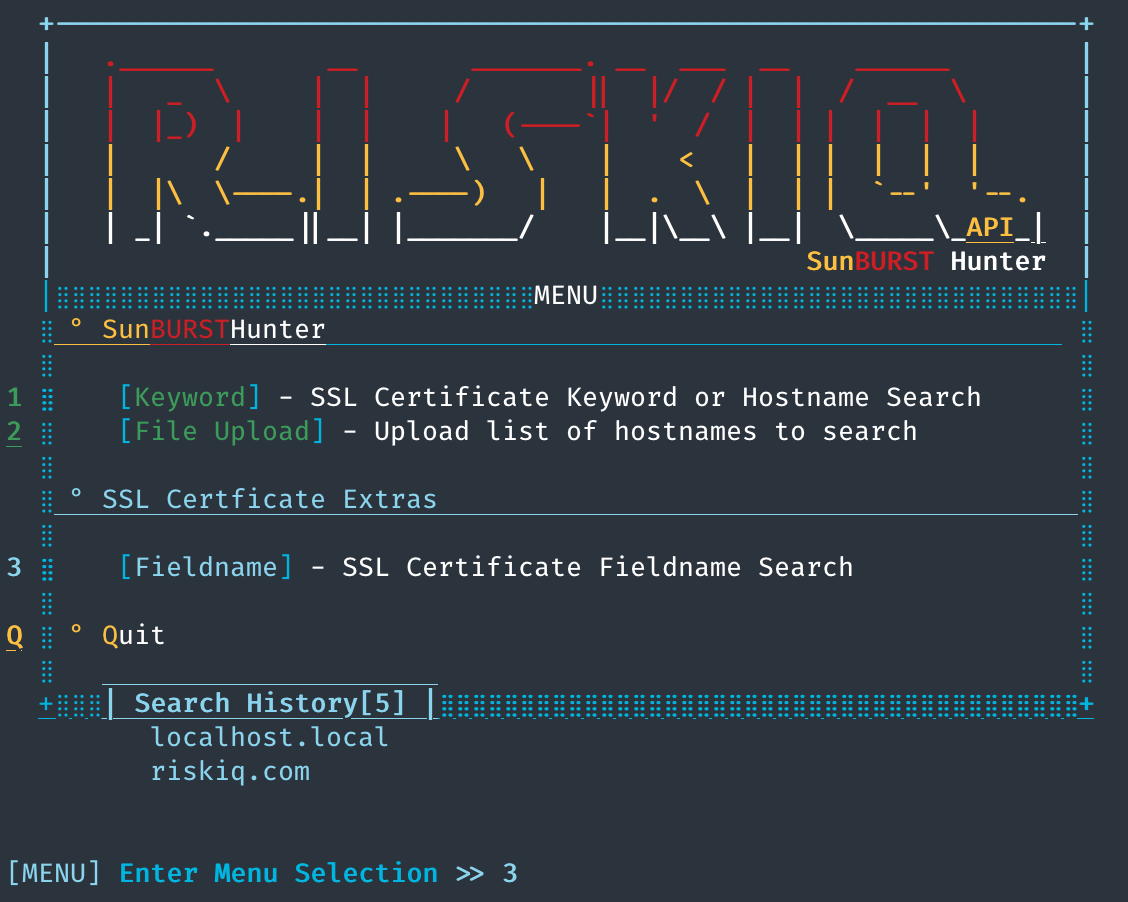 RISKIQ
API
SunBURST Hunter
MENU
° SunBURSTHunter
1 [Keyword] - SSL Certificate Keyword or Hostname Search
2 [File Upload] - Upload list of hostnames to search
° SSL Certficate Extras
3 [Fieldname] - SSL Certificate Fieldname Search
Q ° Quit
| Search History[5] |
localhost.local
riskiq.com
[MENU] Enter Menu Selection >> 3